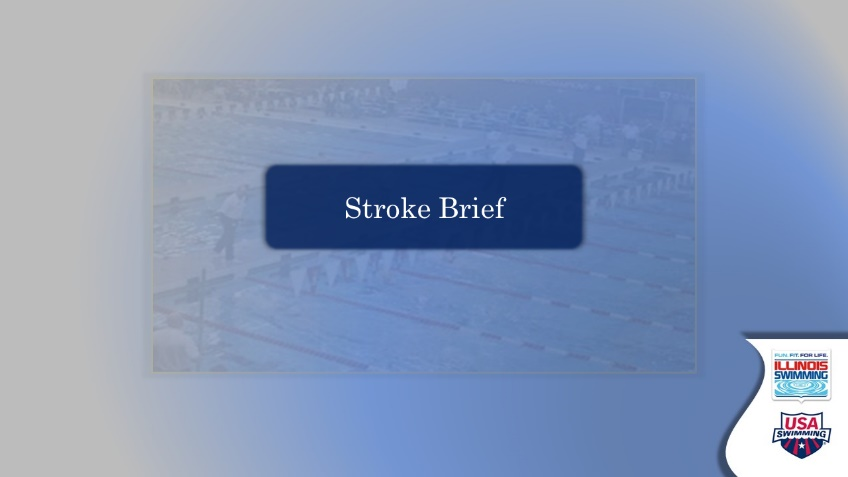 Stroke Brief
FUN. FIT. FOR LIFE.
ILLINOIS
SWIMMING
USA
SWIMMING